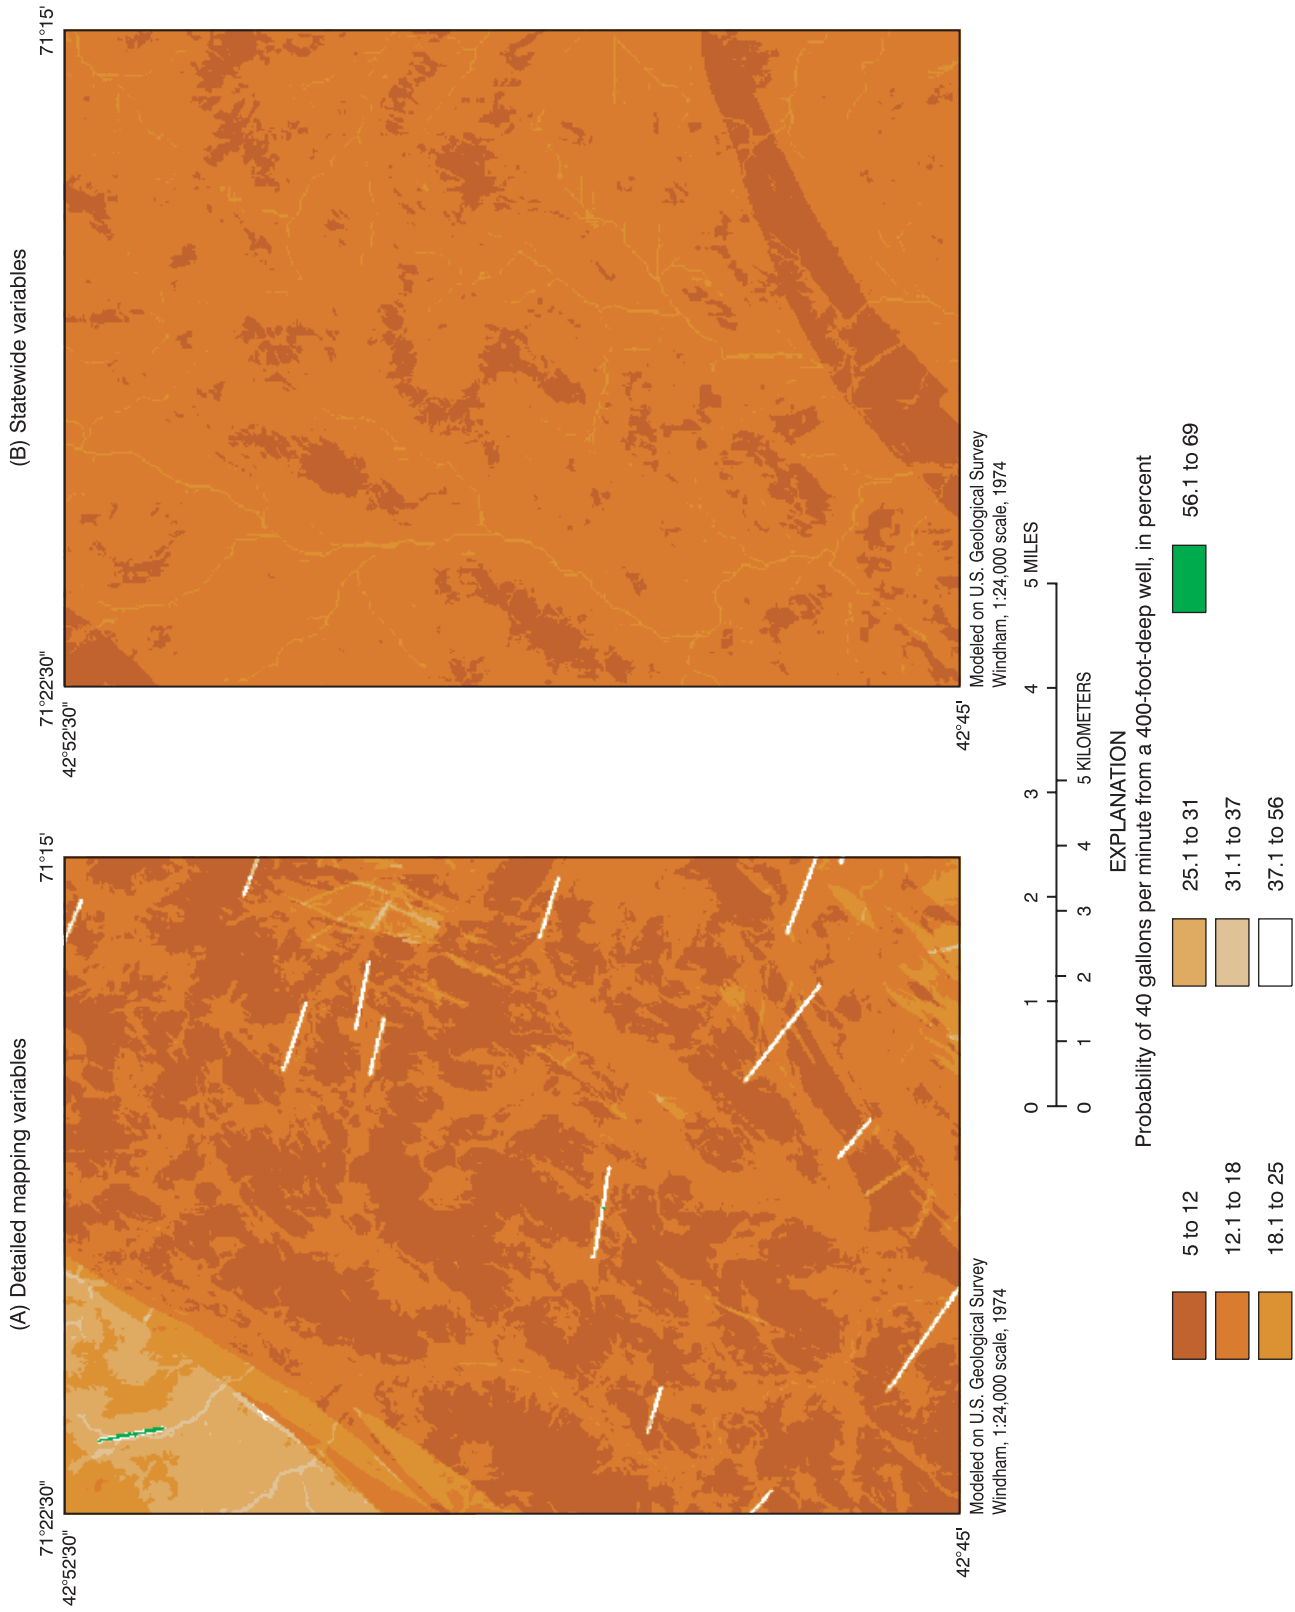 (A) Detailed mapping variables
71°22'30"
71°15'
42°52'30"
42°45'
Modeled on U.S. Geological Survey
Windham, 1:24,000 scale, 1974
(B) Statewide variables
71°22'30"
71°15'
42°52'30"
42°45'
Modeled on U.S. Geological Survey
Windham, 1:24,000 scale, 1974
0 1 2 3 4 5 MILES
0 1 2 3 4 5 KILOMETERS
EXPLANATION
Probability of 40 gallons per minute from a 400-foot-deep well, in percent
5 to 12
12.1 to 18
18.1 to 25
25.1 to 31
31.1 to 37
37.1 to 56
56.1 to 69